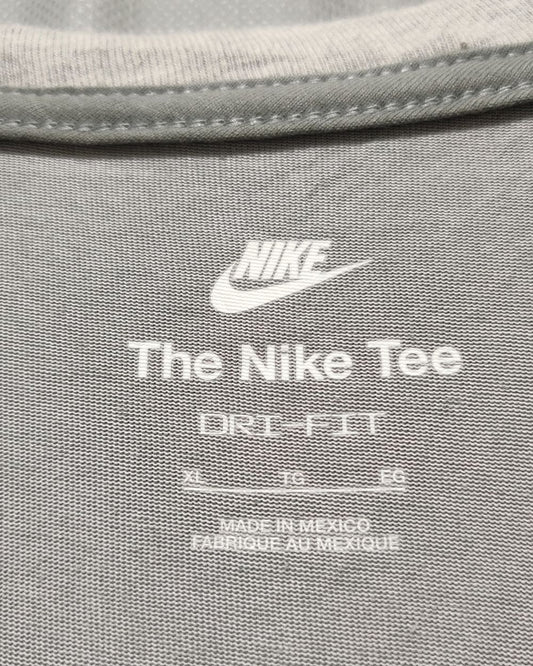 NIKE
The Nike Tee
DRI-FIT
XL TG EG
MADE IN MEXICO
FABRIQUE AU MEXIQUE